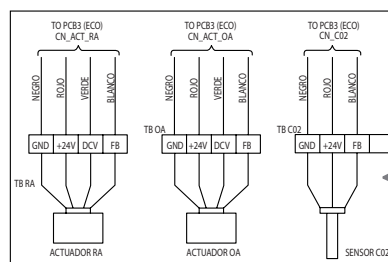 TO PCB3 (ECO)
CN_ACT_RA
TO PCB3 (ECO)
CN_ACT_OA
TO PCB3 (ECO)
CN_C02
NEGRO
ROJO
VERDE
BLANCO
NEGRO
ROJO
VERDE
BLANCO
NEGRO
ROJO
BLANCO
TB OA
TB C02
GND +24V DCV FB
GND +24V DCV FB
GND +24V FB
TB RA
ACTUADOR RA
ACTUADOR OA
SENSOR C02